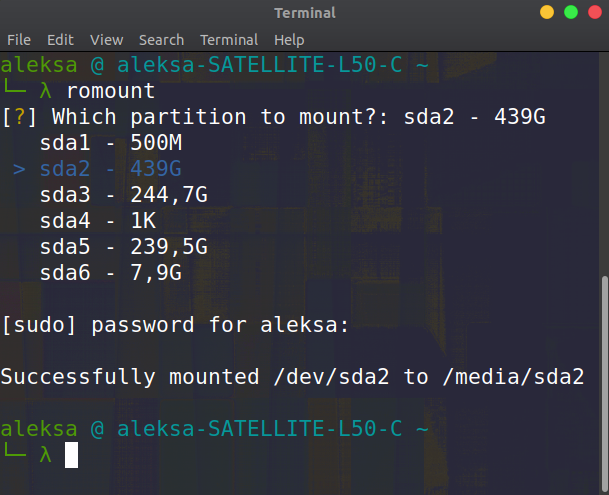 Terminal
File Edit View Search Terminal Help
aleksa @ aleksa-SATELLITE-L50-C ~
└─ λ romount
[?] Which partition to mount?: sda2 - 439G
sda1 - 500M
> sda2 - 439G
sda3 - 244,7G
sda4 - 1K
sda5 - 239,5G
sda6 - 7,9G
[sudo] password for aleksa:
Successfully mounted /dev/sda2 to /media/sda2
aleksa @ aleksa-SATELLITE-L50-C ~
└─ λ